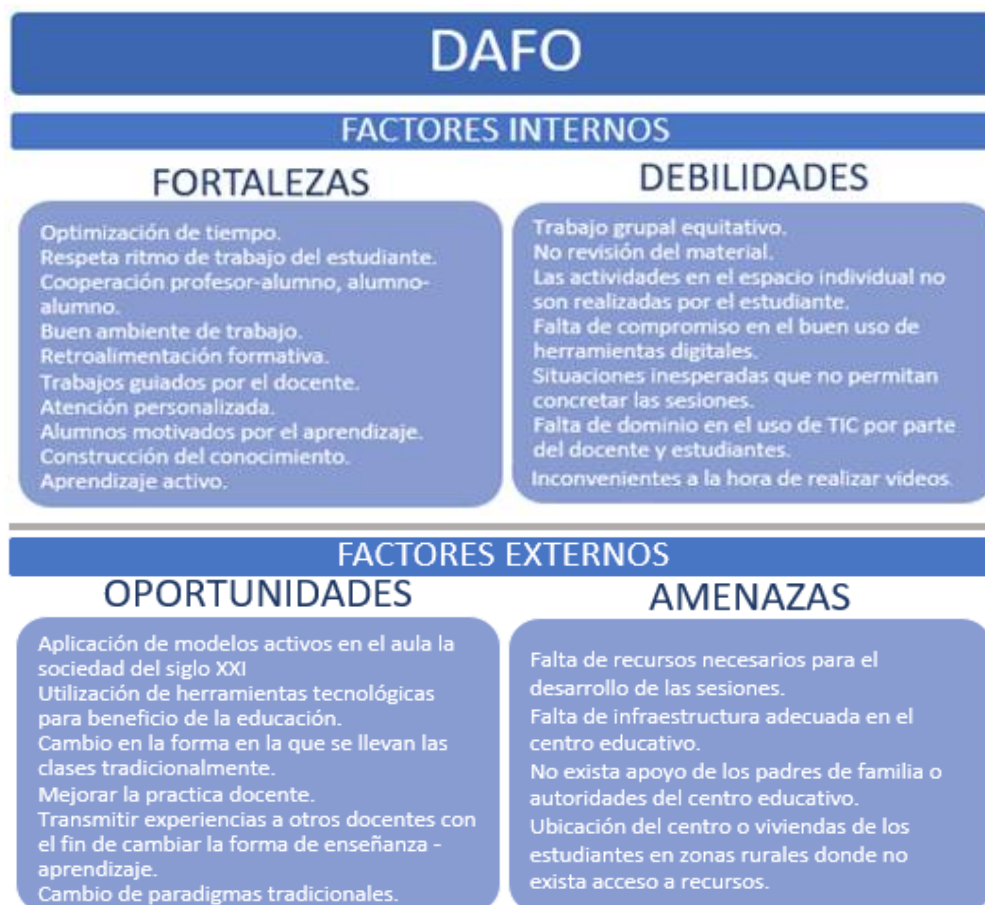 DAFO
FACTORES INTERNOS
FORTALEZAS
Optimización de tiempo.
Respeta ritmo de trabajo del estudiante.
Cooperación profesor-alumno, alumno-
alumno.
Buen ambiente de trabajo.
Retroalimentación formativa.
Trabajos guiados por el docente.
Atención personalizada.
Alumnos motivados por el aprendizaje.
Construcción del conocimiento.
Aprendizaje activo.
DEBILIDADES
Trabajo grupal equitativo.
No revisión del material.
Las actividades en el espacio individual no
son realizadas por el estudiante.
Falta de compromiso en el buen uso de
herramientas digitales.
Situaciones inesperadas que no permitan
concretar las sesiones.
Falta de dominio en el uso de TIC por parte
del docente y estudiantes.
Inconvenientes a la hora de realizar videos.
FACTORES EXTERNOS
OPORTUNIDADES
Aplicación de modelos activos en el aula la
sociedad del siglo XXI
Utilización de herramientas tecnológicas
para beneficio de la educación.
Cambio en la forma en la que se llevan las
clases tradicionalmente.
Mejorar la practica docente.
Transmitir experiencias a otros docentes con
el fin de cambiar la forma de enseñanza -
aprendizaje.
Cambio de paradigmas tradicionales.
AMENAZAS
Falta de recursos necesarios para el
desarrollo de las sesiones.
Falta de infraestructura adecuada en el
centro educativo.
No exista apoyo de los padres de familia o
autoridades del centro educativo.
Ubicación del centro o viviendas de los
estudiantes en zonas rurales donde no
exista acceso a recursos.